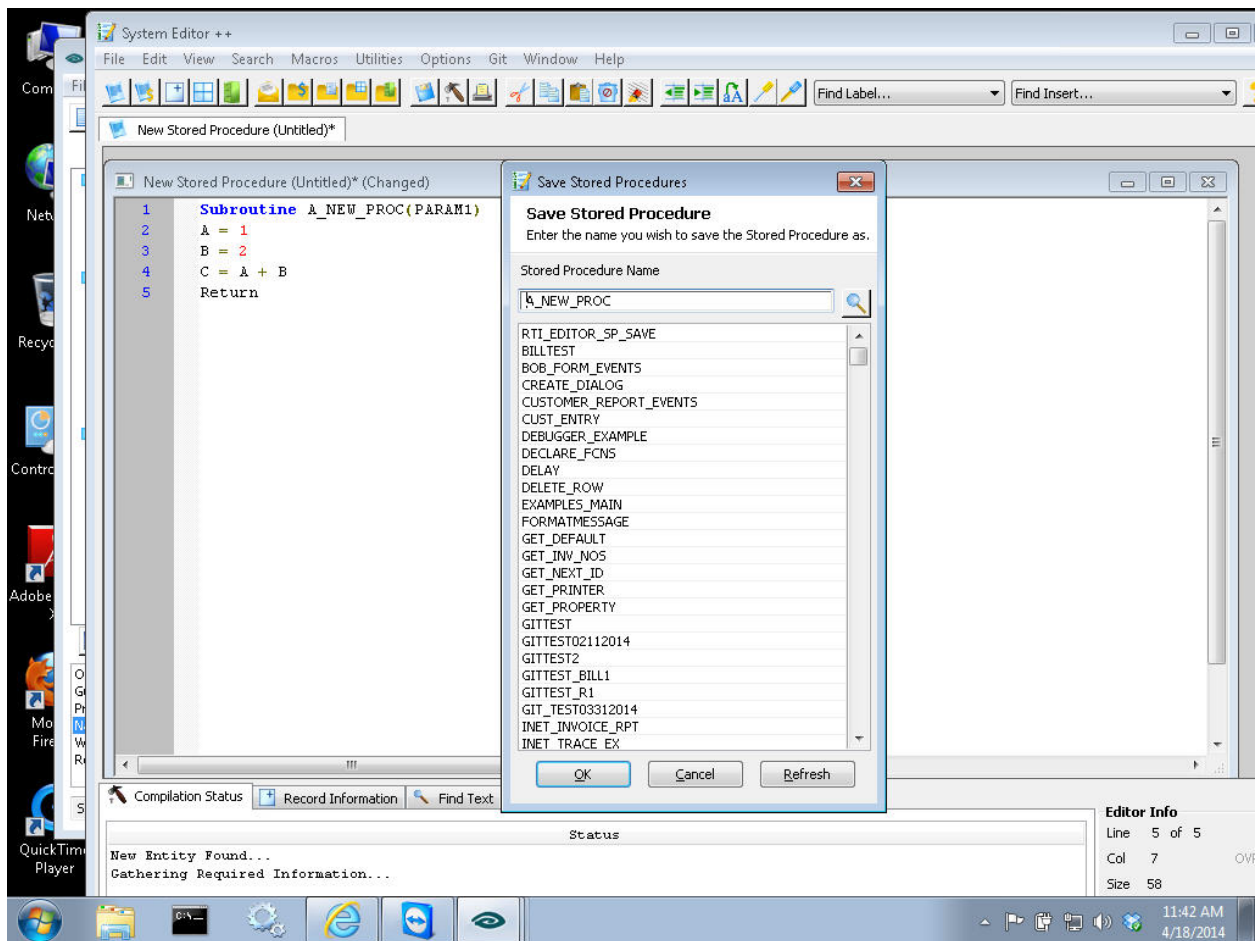 System Editor ++
File Edit View Search Macros Utilities Options Git Window Help
Find Label...
Find Insert...
New Stored Procedure (Untitled)*
New Stored Procedure (Untitled)* (Changed)
1 Subroutine A_NEW_PROC(PARAM1)
2 A = 1
3 B = 2
4 C = A + B
5 Return
Save Stored Procedures
Save Stored Procedure
Enter the name you wish to save the Stored Procedure as.
Stored Procedure Name
A_NEW_PROC
RTI_EDITOR_SP_SAVE
BILLTEST
BOB_FORM_EVENTS
CREATE_DIALOG
CUSTOMER_REPORT_EVENTS
CUST_ENTRY
DEBUGGER_EXAMPLE
DECLARE_FCNS
DELAY
DELETE_ROW
EXAMPLES_MAIN
FORMATMESSAGE
GET_DEFAULT
GET_INV_NOS
GET_NEXT_ID
GET_PRINTER
GET_PROPERTY
GITTEST
GITTEST02112014
GITTEST2
GITTEST_BILL1
GITTEST_R1
GIT_TEST03312014
INET_INVOICE_RPT
INET_TRACE_EX
OK Cancel Refresh
Compilation Status Record Information Find Text
Status
New Entity Found...
Gathering Required Information...
Editor Info
Line 5 of 5
Col 7 OVR
Size 58
Com
Fil
Netw
Recyc
Contro
Adobe
X
Mo
Fire
QuickTime
Player
C:\_
11:42 AM
4/18/2014